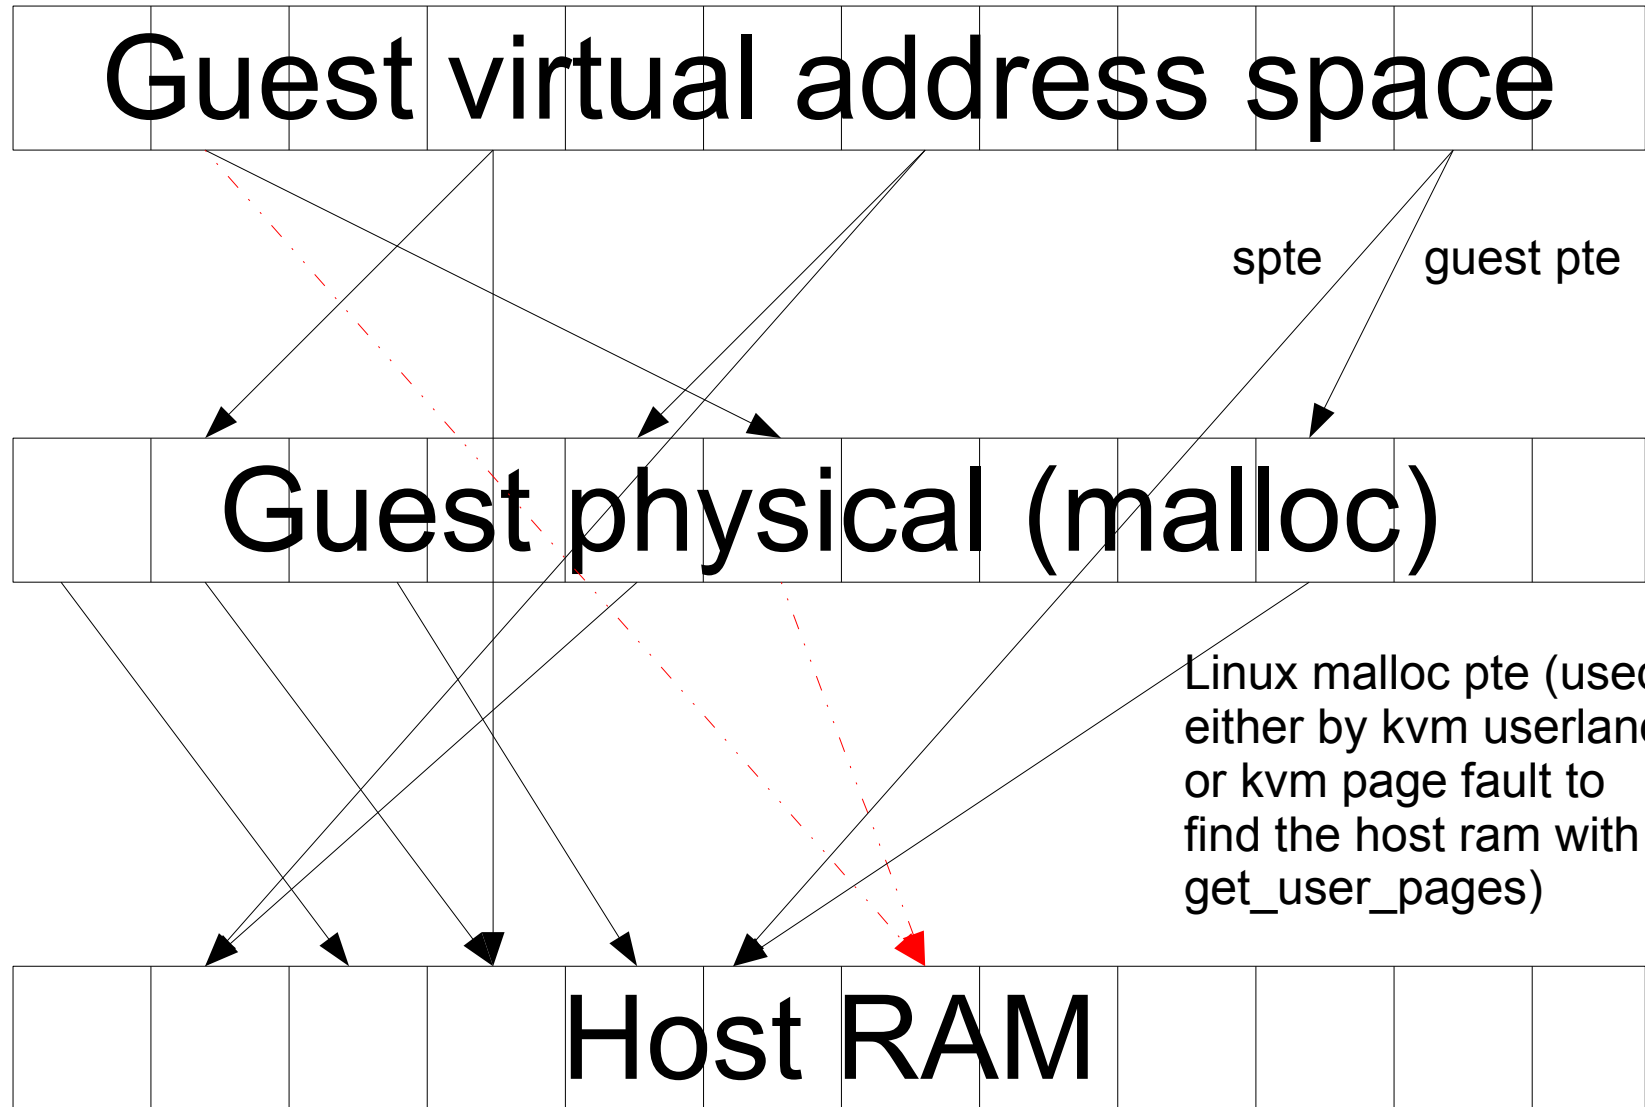 Guest virtual address space
spte
guest pte
Guest physical (malloc)
Linux malloc pte (used
either by kvm userland
or kvm page fault to
find the host ram with
get_user_pages)
Host RAM